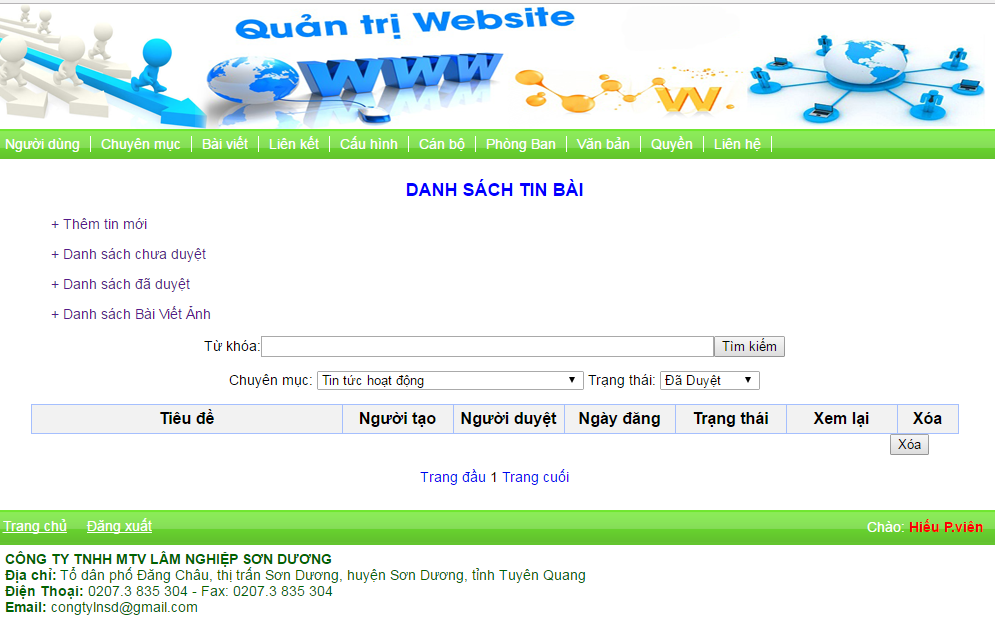 Quản trị Website
WWW
W
Người dùng Chuyên mục Bài viết Liên kết Cấu hình Cán bộ Phòng Ban Văn bản Quyền Liên hệ
DANH SÁCH TIN BÀI
+ Thêm tin mới
+ Danh sách chưa duyệt
+ Danh sách đã duyệt
+ Danh sách Bài Viết Ảnh
Từ khóa: Tìm kiếm
Chuyên mục: Tin tức hoạt động Trạng thái: Đã Duyệt
Tiêu đề Người tạo Người duyệt Ngày đăng Trạng thái Xem lại Xóa
Xóa
Trang đầu 1 Trang cuối
Trang chủ Đăng xuất Chào: Hiếu P.viên
CÔNG TY TNHH MTV LÂM NGHIỆP SƠN DƯƠNG
Địa chỉ: Tổ dân phố Đăng Châu, thị trấn Sơn Dương, huyện Sơn Dương, tỉnh Tuyên Quang
Điện Thoại: 0207.3 835 304 - Fax: 0207.3 835 304
Email: congtylnsd@gmail.com